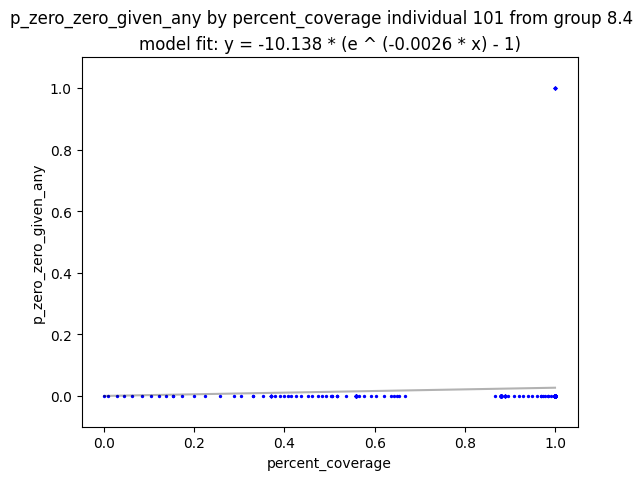 p_zero_zero_given_any by percent_coverage individual 101 from group 8.4
model fit: y = -10.138 * (e ^ (-0.0026 * x) - 1)
1.0
0.8
0.6
0.4
0.2
0.0
p_zero_zero_given_any
0.0 0.2 0.4 0.6 0.8 1.0
percent_coverage